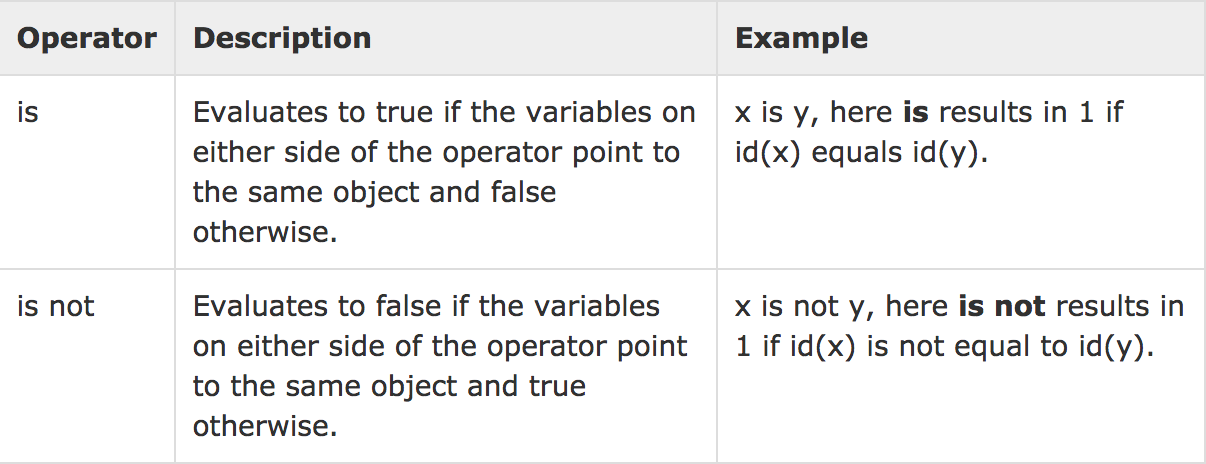 Operator Description Example
is
Evaluates to true if the variables on
either side of the operator point to
the same object and false
otherwise.
x is y, here is results in 1 if
id(x) equals id(y).
is not
Evaluates to false if the variables
on either side of the operator point
to the same object and true
otherwise.
x is not y, here is not results in
1 if id(x) is not equal to id(y).